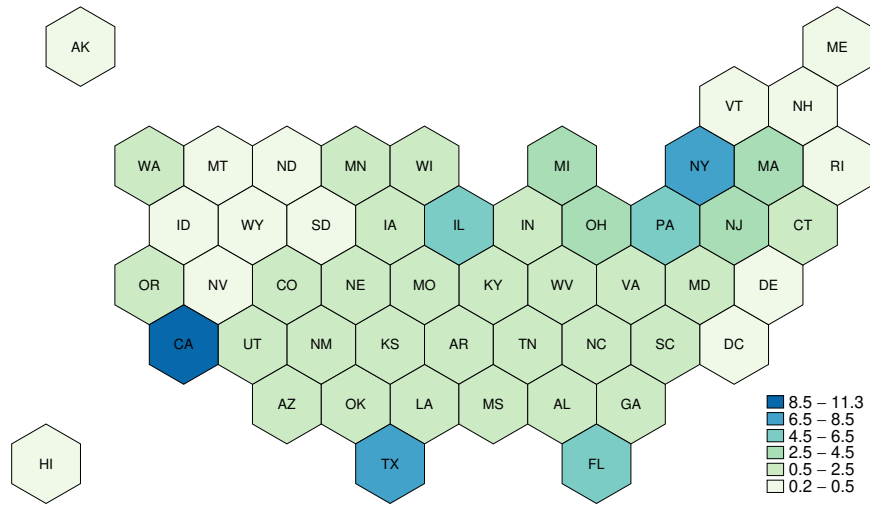 AK
ME
VT NH
WA MT ND MN WI MI NY MA RI
ID WY SD IA IL IN OH PA NJ CT
OR NV CO NE MO KY WV VA MD DE
CA UT NM KS AR TN NC SC DC
AZ OK LA MS AL GA
HI TX FL
8.5 – 11.3
6.5 – 8.5
4.5 – 6.5
2.5 – 4.5
0.5 – 2.5
0.2 – 0.5